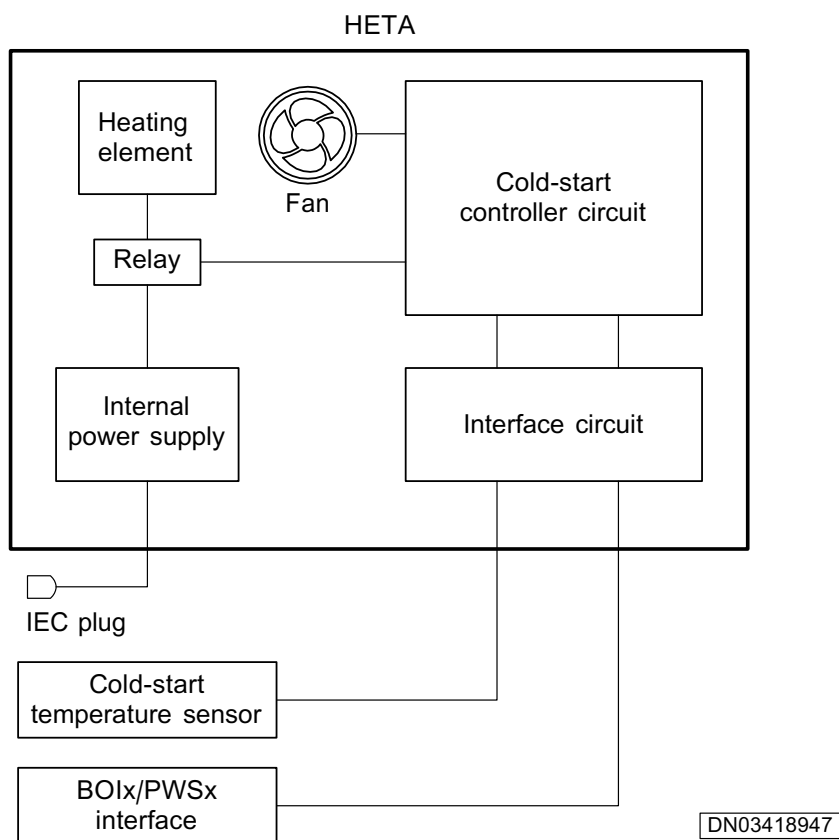 HETA
Heating
element
Fan
Cold-start
controller circuit
Relay
Internal
power supply
Interface circuit
IEC plug
Cold-start
temperature sensor
BOIx/PWSx
interface
DN03418947